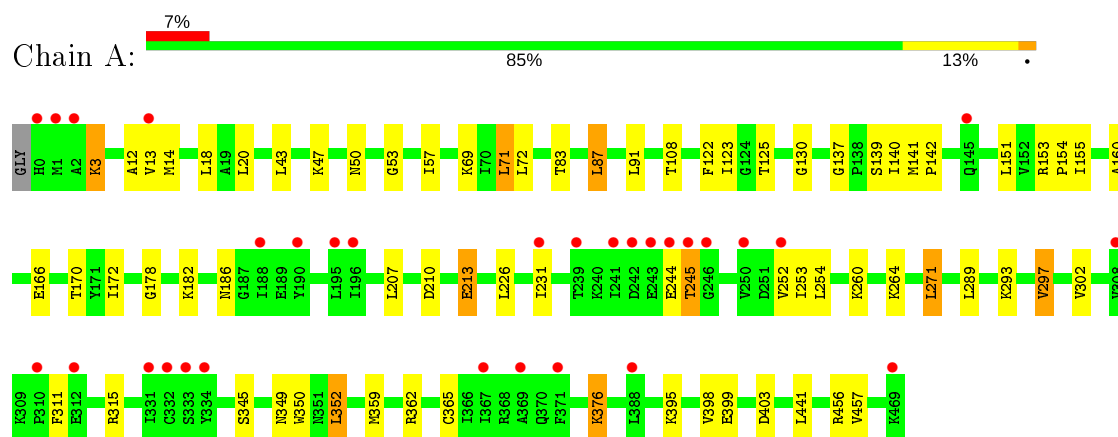 7%
Chain A:
85% 13% •
GLY H0 M1 A2 K3 A12 V13 M14 L18 A19 L20 L43 K47 N50 G53 I57 K69 I70 L71 L72 T83 L87 L91 T108 F122 I123 G124 T125 G130 G137 P138 S139 I140 M141 P142 Q145 L151 V152 R153 P154 I155 A160
E166 T170 Y171 I172 G178 K182 N186 G187 I188 E189 Y190 L195 I196 L207 D210 E213 L226 I231 T239 K240 I241 D242 E243 E244 T245 G246 V250 D251 V252 I253 L254 K260 K264 L271 L289 K293 V297 V302 V308
K309 P310 F311 E312 R315 I331 C332 S333 Y334 S345 N349 W350 N351 L352 M359 R362 C365 I366 I367 R368 A369 Q370 F371 K376 L388 K395 V398 E399 D403 L441 R456 V457 K469